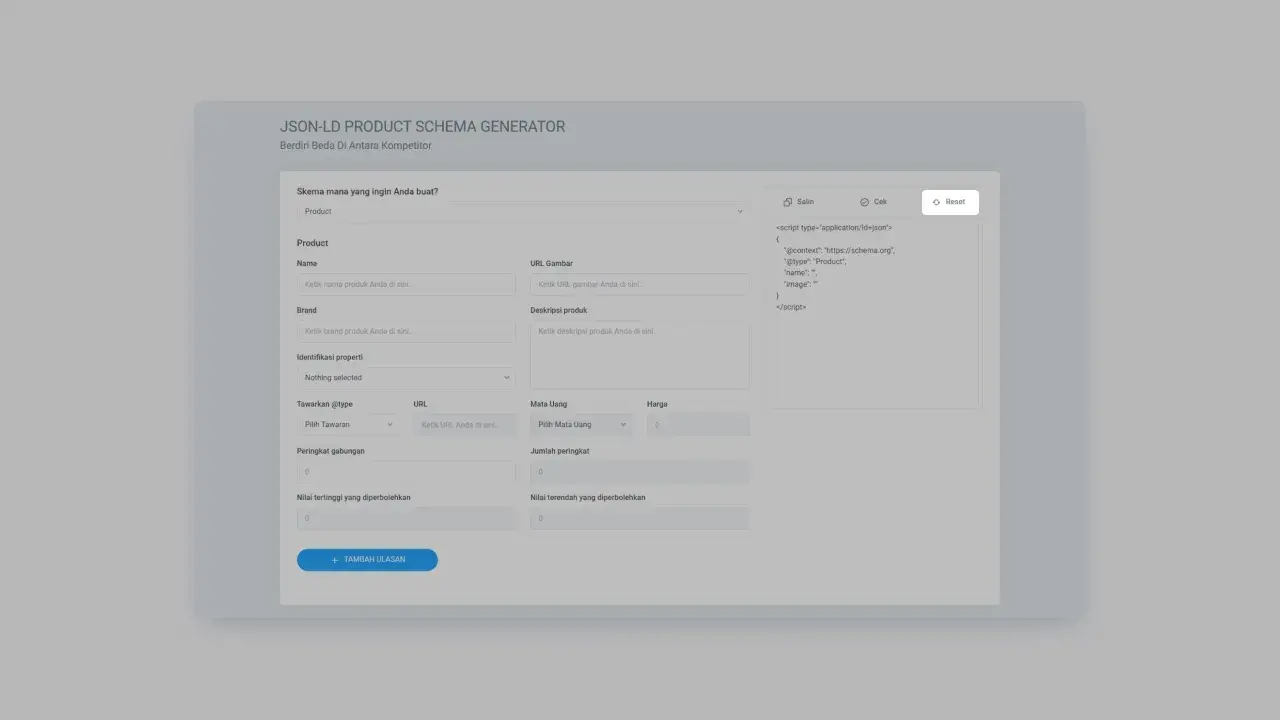 JSON-LD PRODUCT SCHEMA GENERATOR
Berdiri Beda Di Antara Kompetitor
Skema mana yang ingin Anda buat?
Product
Salin
Cek
Reset
<script type="application/ld+json">
{
"@context": "https://schema.org",
"@type": "Product",
"name": "",
"image": ""
}
</script>
Product
Name
URL Gambar
Ketik nama produk Anda di sini..
Ketik URL gambar Anda di sini..
Brand
Deskripsi produk
Ketik brand produk Anda di sini..
Ketik deskripsi produk Anda di sini.
Identifikasi properti
Nothing selected
Tawarkan @type
URL
Mata Uang
Harga
Pilih Tawaran
Ketik URL Anda di sini..
Pilih Mata Uang
0
Peringkat gabungan
Jumlah peringkat
0
0
Nilai tertinggi yang diperbolehkan
Nilai terendah yang diperbolehkan
0
0
+ TAMBAH ULASAN